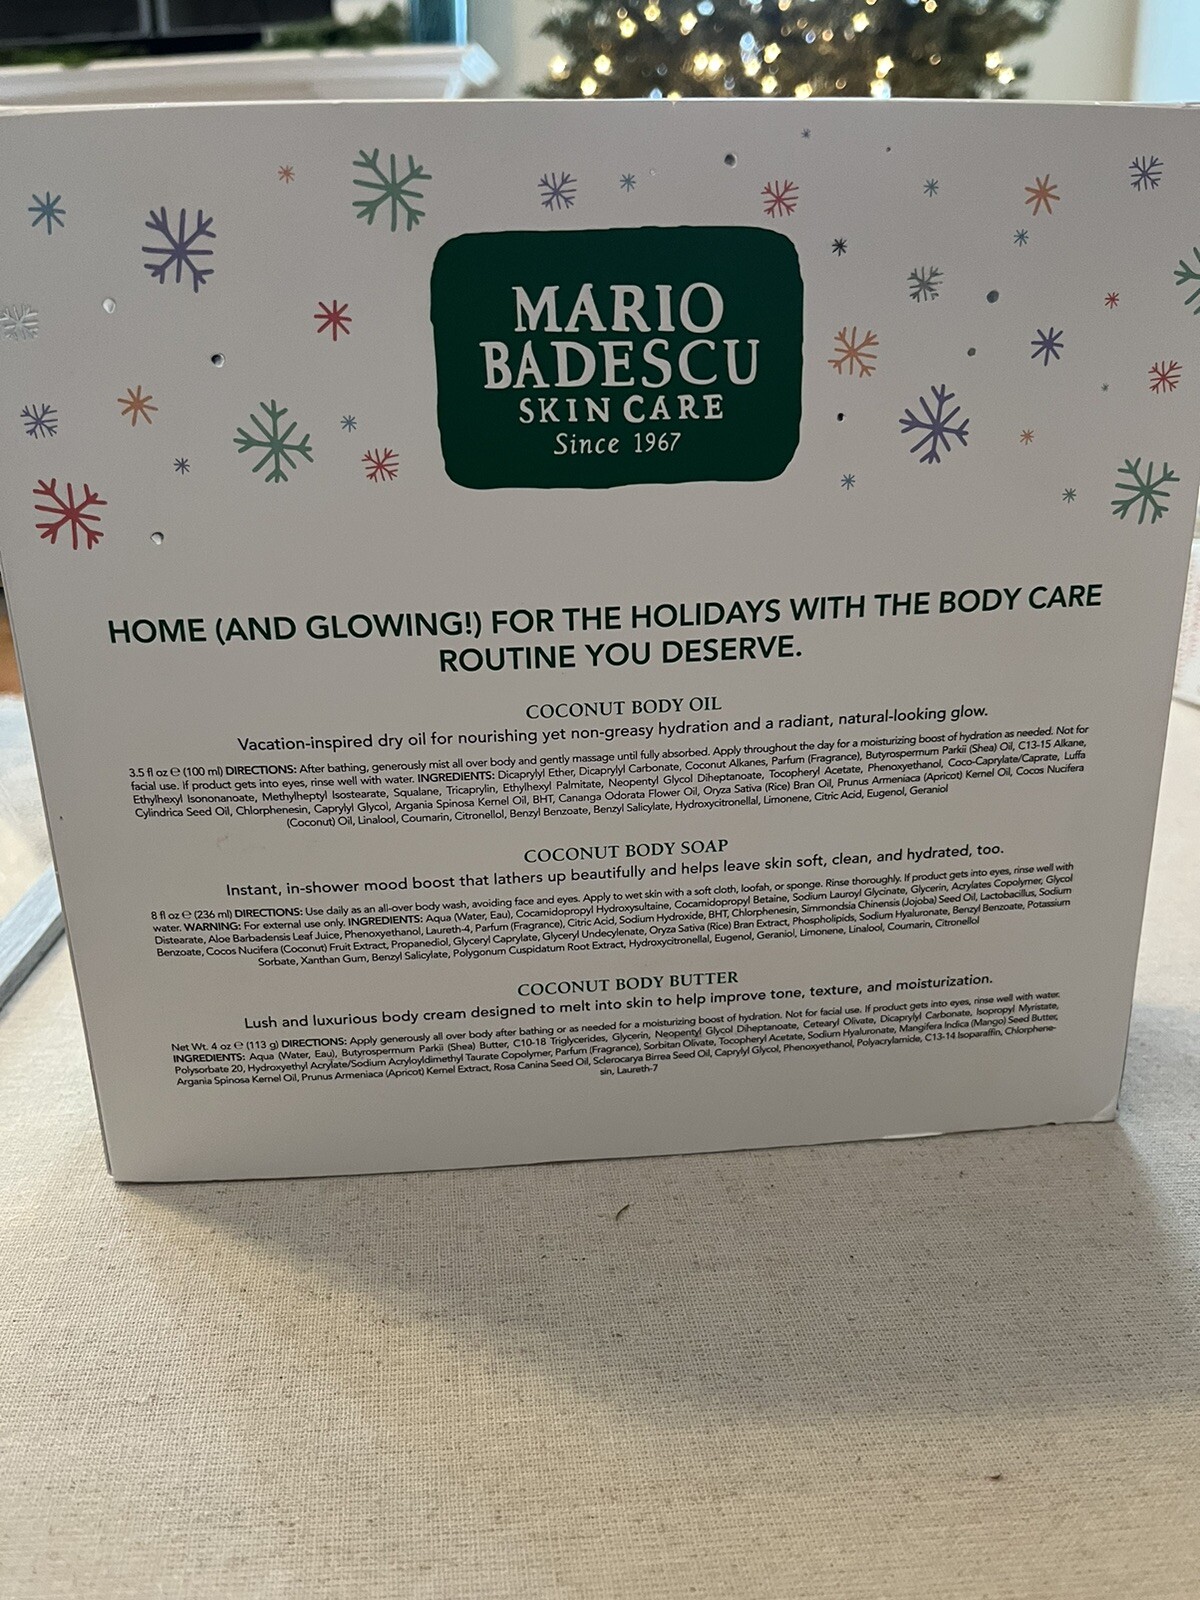 MARIO
BADESCU
SKIN CARE
Since 1967
HOME (AND GLOWING!) FOR THE HOLIDAYS WITH THE BODY CARE
ROUTINE YOU DESERVE.
COCONUT BODY OIL
Vacation-inspired dry oil for nourishing yet non-greasy hydration and a radiant, natural-looking glow.
3.5 fl oz ℮ (100 ml) DIRECTIONS: After bathing, generously mist all over body and gently massage until fully absorbed. Apply throughout the day for a moisturizing boost of hydration as needed. Not for
facial use. If product gets into eyes, rinse well with water. INGREDIENTS: Dicaprylyl Ether, Dicaprylyl Carbonate, Coconut Alkanes, Parfum (Fragrance), Butyrospermum Parkii (Shea) Oil, C13-15 Alkane,
Ethylhexyl Isononanoate, Methylheptyl Isostearate, Squalane, Tricaprylin, Ethylhexyl Palmitate, Neopentyl Glycol Diheptanoate, Tocopheryl Acetate, Phenoxyethanol, Coco-Caprylate/Caprate, Luffa
Cylindrica Seed Oil, Chlorphenesin, Caprylyl Glycol, Argania Spinosa Kernel Oil, BHT, Cananga Odorata Flower Oil, Oryza Sativa (Rice) Bran Oil, Prunus Armeniaca (Apricot) Kernel Oil, Cocos Nucifera
(Coconut) Oil, Linalool, Coumarin, Citronellol, Benzyl Benzoate, Benzyl Salicylate, Hydroxycitronellal, Limonene, Citric Acid, Eugenol, Geraniol
COCONUT BODY SOAP
Instant, in-shower mood boost that lathers up beautifully and helps leave skin soft, clean, and hydrated, too.
8 fl oz ℮ (236 ml) DIRECTIONS: Use daily as an all-over body wash, avoiding face and eyes. Apply to wet skin with a soft cloth, loofah, or sponge. Rinse thoroughly. If product gets into eyes, rinse well with
water. WARNING: For external use only. INGREDIENTS: Aqua (Water, Eau), Cocamidopropyl Hydroxysultaine, Cocamidopropyl Betaine, Sodium Lauroyl Glycinate, Glycerin, Acrylates Copolymer, Glycol
Distearate, Aloe Barbadensis Leaf Juice, Phenoxyethanol, Laureth-4, Parfum (Fragrance), Citric Acid, Sodium Hydroxide, BHT, Chlorphenesin, Simmondsia Chinensis (Jojoba) Seed Oil, Lactobacillus, Sodium
Benzoate, Cocos Nucifera (Coconut) Fruit Extract, Propanediol, Glyceryl Caprylate, Glyceryl Undecylenate, Oryza Sativa (Rice) Bran Extract, Phospholipids, Sodium Hyaluronate, Benzyl Benzoate, Potassium
Sorbate, Xanthan Gum, Benzyl Salicylate, Polygonum Cuspidatum Root Extract, Hydroxycitronellal, Eugenol, Geraniol, Limonene, Linalool, Coumarin, Citronellol
COCONUT BODY BUTTER
Lush and luxurious body cream designed to melt into skin to help improve tone, texture, and moisturization.
Net Wt. 4 oz ℮ (113 g) DIRECTIONS: Apply generously all over body after bathing or as needed for a moisturizing boost of hydration. Not for facial use. If product gets into eyes, rinse well with water.
INGREDIENTS: Aqua (Water, Eau), Butyrospermum Parkii (Shea) Butter, C10-18 Triglycerides, Glycerin, Neopentyl Glycol Diheptanoate, Cetearyl Olivate, Dicaprylyl Carbonate, Isopropyl Myristate,
Polysorbate 20, Hydroxyethyl Acrylate/Sodium Acryloyldimethyl Taurate Copolymer, Parfum (Fragrance), Sorbitan Olivate, Tocopheryl Acetate, Sodium Hyaluronate, Mangifera Indica (Mango) Seed Butter,
Argania Spinosa Kernel Oil, Prunus Armeniaca (Apricot) Kernel Extract, Rosa Canina Seed Oil, Sclerocarya Birrea Seed Oil, Caprylyl Glycol, Phenoxyethanol, Polyacrylamide, C13-14 Isoparaffin, Chlorphene-
sin, Laureth-7